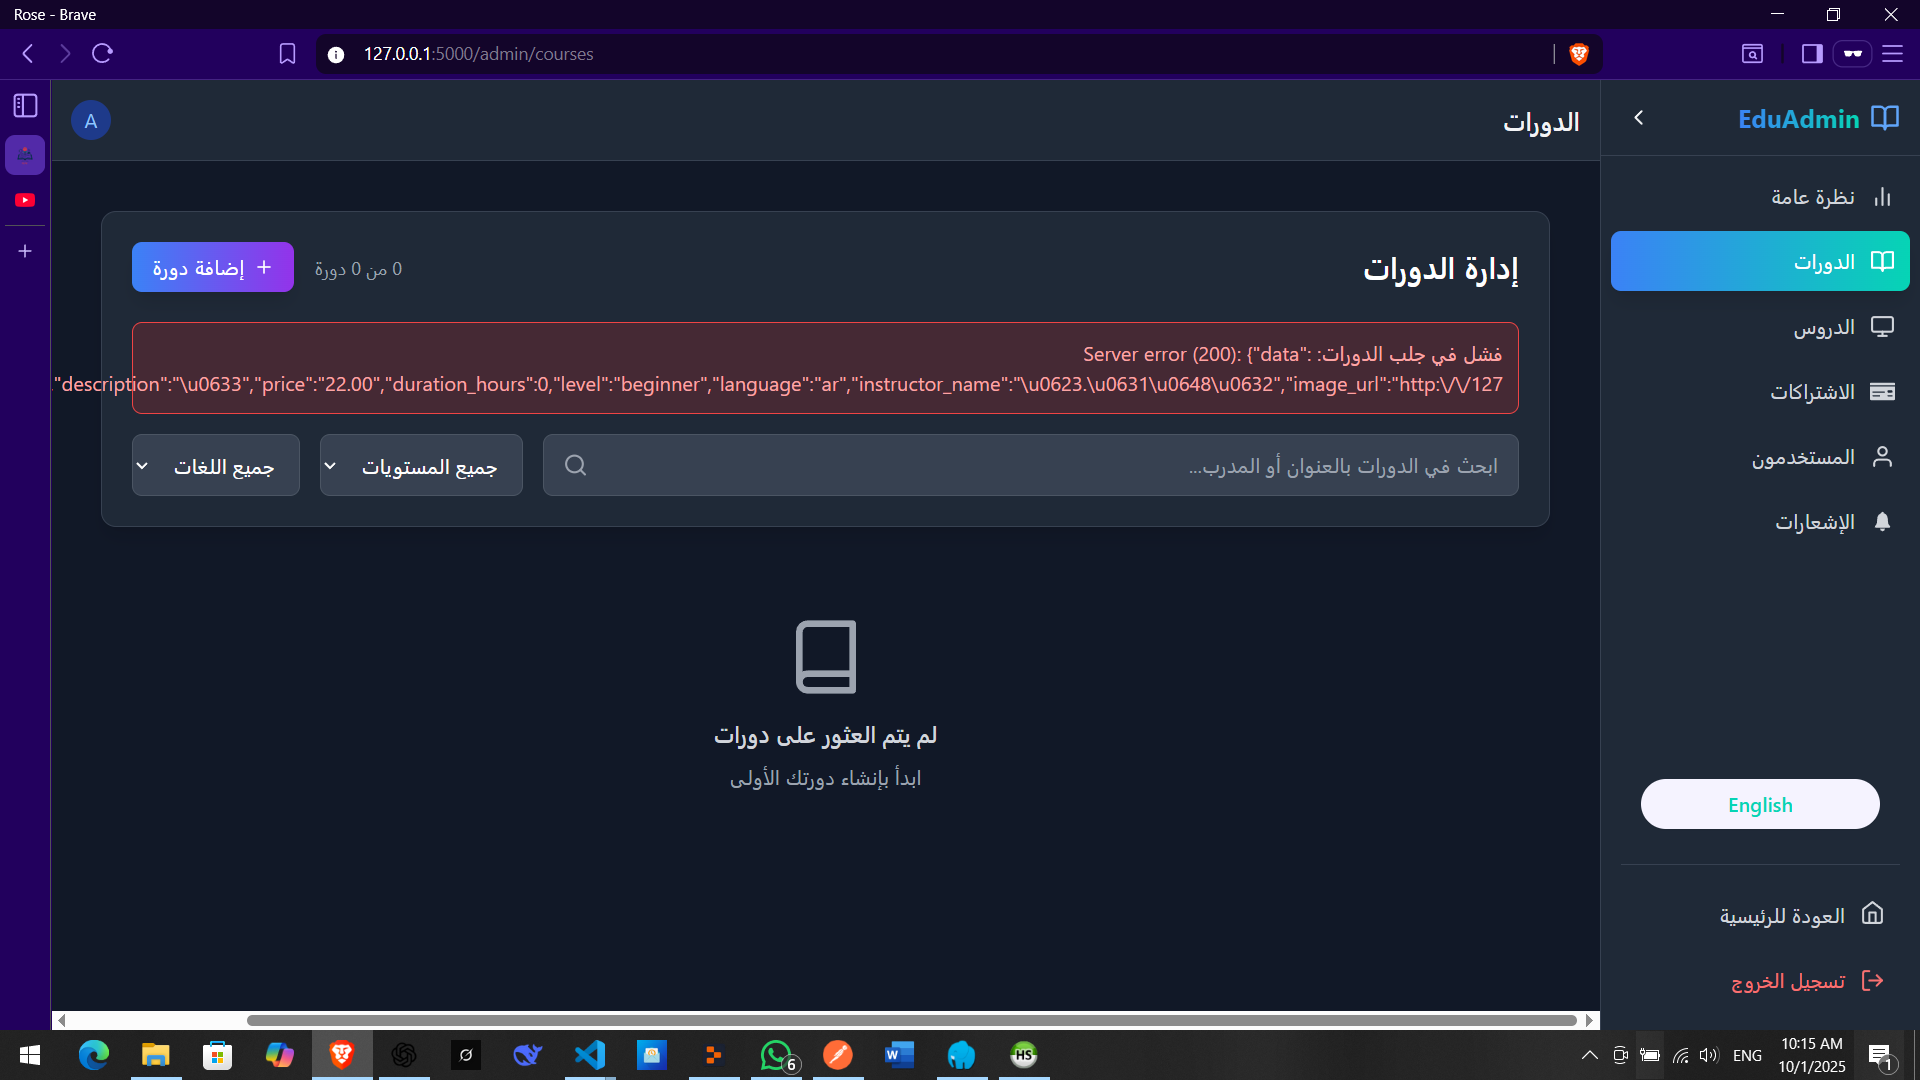 Rose - Brave
127.0.0.1:5000/admin/courses
EduAdmin
الدورات
A
نظرة عامة
الدورات
الدروس
الاشتراكات
المستخدمون
الإشعارات
English
العودة للرئيسية
تسجيل الخروج
إدارة الدورات
0 من 0 دورة
إضافة دورة
فشل في جلب الدورات: Server error (200): {"data":
"description":"\u0633","price":"22.00","duration_hours":0,"level":"beginner","language":"ar","instructor_name":"\u0623.\u0631\u0648\u0632","image_url":"http:\/\/127
ابحث في الدورات بالعنوان أو المدرب...
جميع المستويات
جميع اللغات
لم يتم العثور على دورات
ابدأ بإنشاء دورتك الأولى
6
W
HS
ENG
10:15 AM
10/1/2025
1